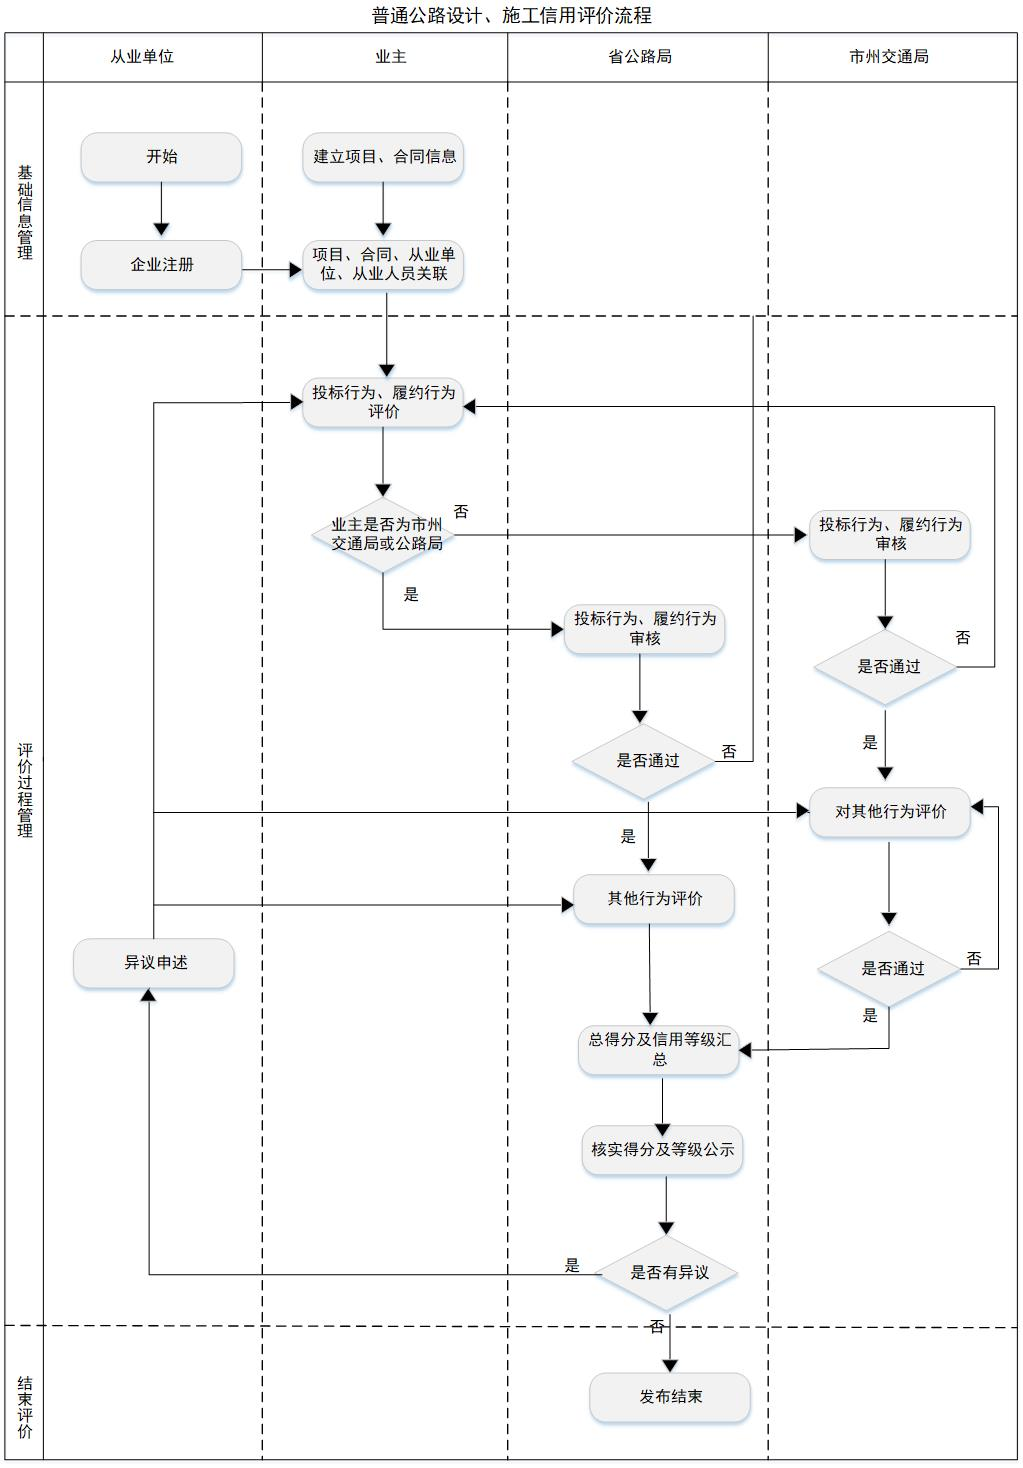 普通公路设计、施工信用评价流程
从业单位
业主
省公路局
市州交通局
基础信息管理
开始
建立项目、合同信息
企业注册
项目、合同、从业单
位、从业人员关联
评价过程管理
投标行为、履约行为
评价
业主是否为市州
交通局或公路局
否
是
投标行为、履约行为
审核
投标行为、履约行为
审核
是否通过
否
是
是否通过
否
是
对其他行为评价
其他行为评价
异议申述
是否通过
否
是
总得分及信用等级汇
总
核实得分及等级公示
是否有异议
是
否
结束评价
发布结束